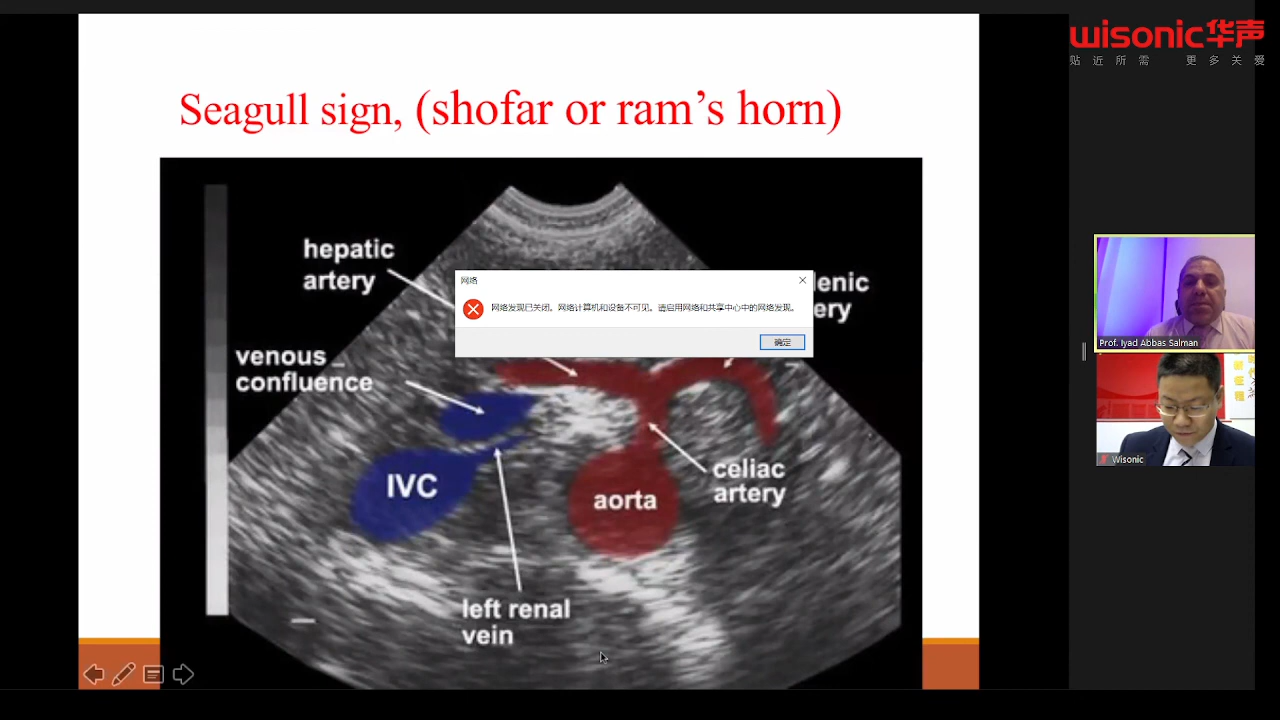 wisonic华声
贴近所需 更多关爱
Seagull sign, (shofar or ram’s horn)
hepatic
artery
网络
网络发现已关闭。网络计算机和设备不可见。请启用网络和共享中心中的网络发现。
确定
lenic
ery
venous
confluence
IVC
aorta
celiac
artery
left renal
vein
Prof. Iyad Abbas Salman
Wisonic